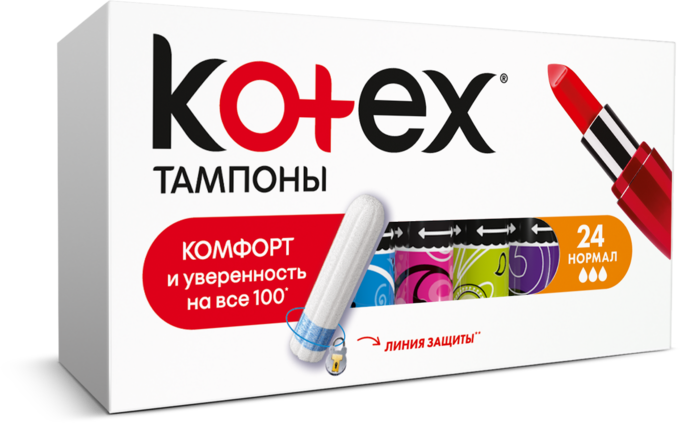 kotex®
ТАМПОНЫ
КОМФОРТ
и уверенность
на все 100*
24
НОРМАЛ
ЛИНИЯ ЗАЩИТЫ**